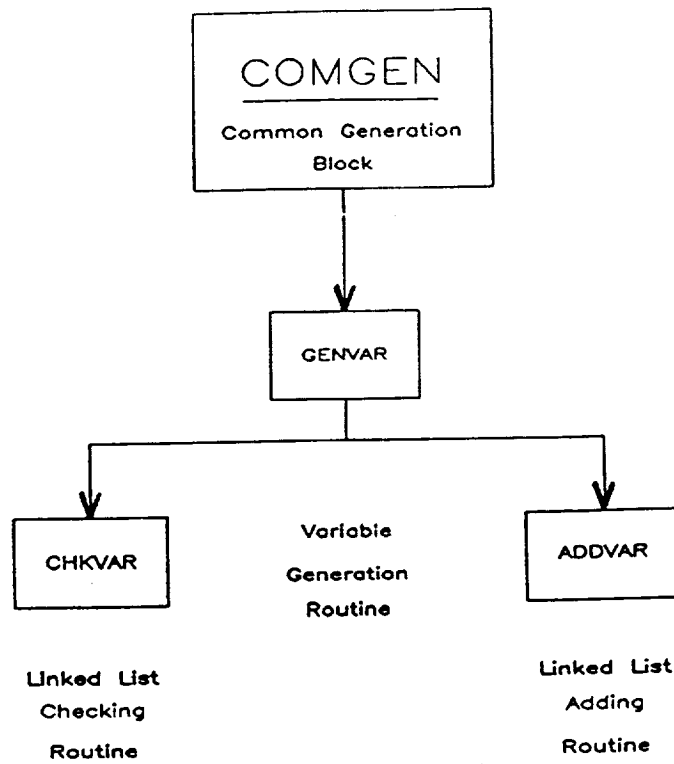 COMGEN
Common Generation
Block
GENVAR
CHKVAR
Variable
Generation
Routine
ADDVAR
Linked List
Checking
Routine
Linked List
Adding
Routine